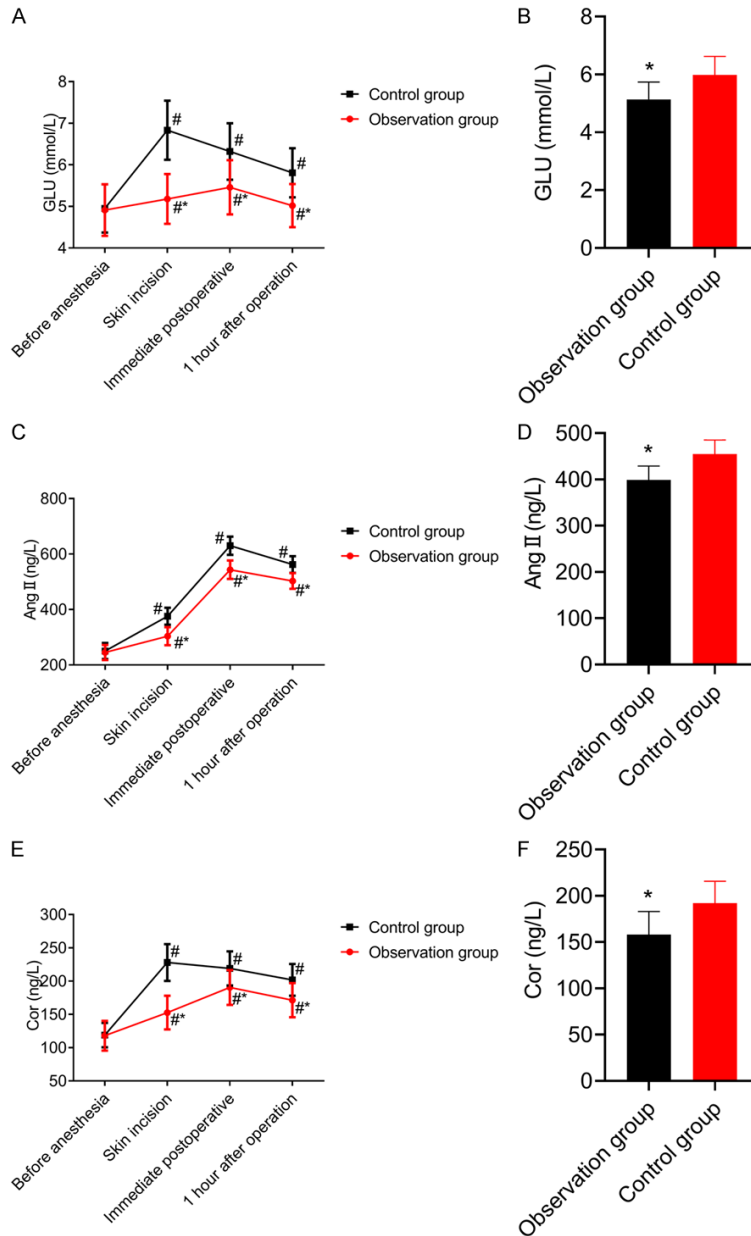 A
GLU (mmol/L)
8
7
6
5
4
#
#
#
#*
#*
#*
Before anesthesia
Skin incision
Immediate postoperative
1 hour after operation
Control group
Observation group
B
GLU (mmol/L)
8
6
4
2
0
*
Observation group
Control group
C
Ang II (ng/L)
800
600
400
200
#
#
#
#*
#*
#*
Before anesthesia
Skin incision
Immediate postoperative
1 hour after operation
Control group
Observation group
D
Ang II (ng/L)
500
400
300
200
100
0
*
Observation group
Control group
E
Cor (ng/L)
300
250
200
150
100
50
#
#
#
#*
#*
#*
Before anesthesia
Skin incision
Immediate postoperative
1 hour after operation
Control group
Observation group
F
Cor (ng/L)
250
200
150
100
50
0
*
Observation group
Control group